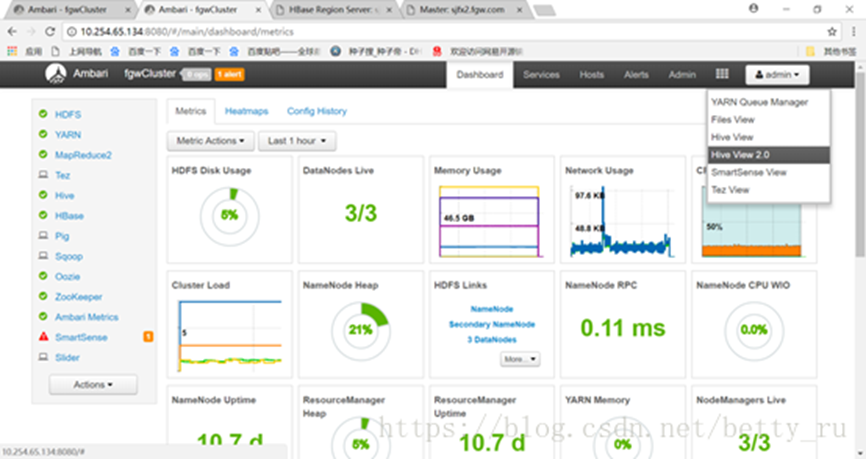 Ambari - fgwCluster
Ambari - fgwCluster
HBase Region Server: sj
Master: sjfx2.fgw.com
10.254.65.134:8080/#/main/dashboard/metrics
应用
上网导航
百度一下
百度一下
百度贴吧——全球
种子搜_种子帝 - DH
欢迎访问网易开源镜
其他书签
Ambari
fgwCluster
0 ops
1 alert
Dashboard
Services
Hosts
Alerts
Admin
admin
YARN Queue Manager
Files View
Hive View
Hive View 2.0
SmartSense View
Tez View
HDFS
YARN
MapReduce2
Tez
Hive
HBase
Pig
Sqoop
Oozie
ZooKeeper
Ambari Metrics
SmartSense
1
Slider
Actions
Metrics
Heatmaps
Config History
Metric Actions
Last 1 hour
HDFS Disk Usage
5%
DataNodes Live
3/3
Memory Usage
46.5 GB
Network Usage
97.6 KB
48.8 KB
50%
Cluster Load
5
NameNode Heap
21%
HDFS Links
NameNode
Secondary NameNode
3 DataNodes
More...
NameNode RPC
0.11 ms
NameNode CPU WIO
0.0%
NameNode Uptime
10.7 d
ResourceManager
Heap
5%
ResourceManager
Uptime
10.7 d
YARN Memory
0%
NodeManagers Live
3/3
10.254.65.134:8080/#
https://blog.csdn.net/betty_ru